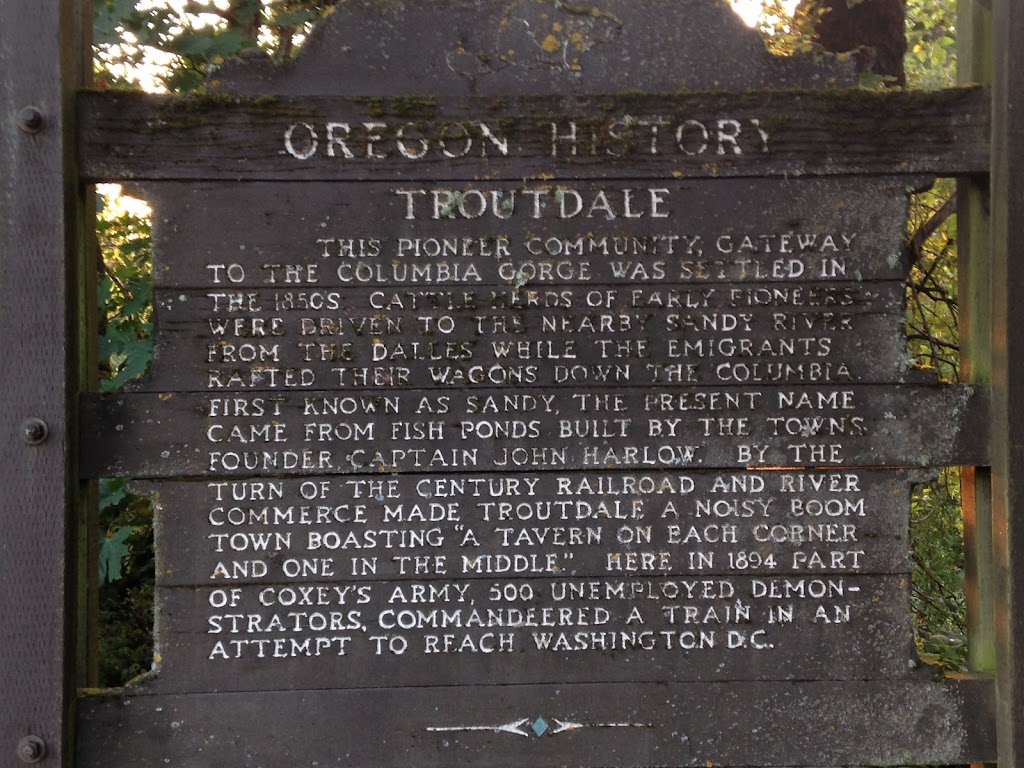 OREGON HISTORY
TROUTDALE
THIS PIONEER COMMUNITY, GATEWAY
TO THE COLUMBIA GORGE WAS SETTLED IN
THE 1850S. CATTLE HERDS OF EARLY PIONEERS
WERE DRIVEN TO THE NEARBY SANDY RIVER
FROM THE DALLES WHILE THE EMIGRANTS
RAFTED THEIR WAGONS DOWN THE COLUMBIA.
FIRST KNOWN AS SANDY, THE PRESENT NAME
CAME FROM FISH PONDS BUILT BY THE TOWNS
FOUNDER CAPTAIN JOHN HARLOW. BY THE
TURN OF THE CENTURY RAILROAD AND RIVER
COMMERCE MADE TROUTDALE A NOISY BOOM
TOWN BOASTING "A TAVERN ON EACH CORNER
AND ONE IN THE MIDDLE". HERE IN 1894 PART
OF COXEY'S ARMY, 500 UNEMPLOYED DEMON-
STRATORS, COMMANDEERED A TRAIN IN AN
ATTEMPT TO REACH WASHINGTON D.C.